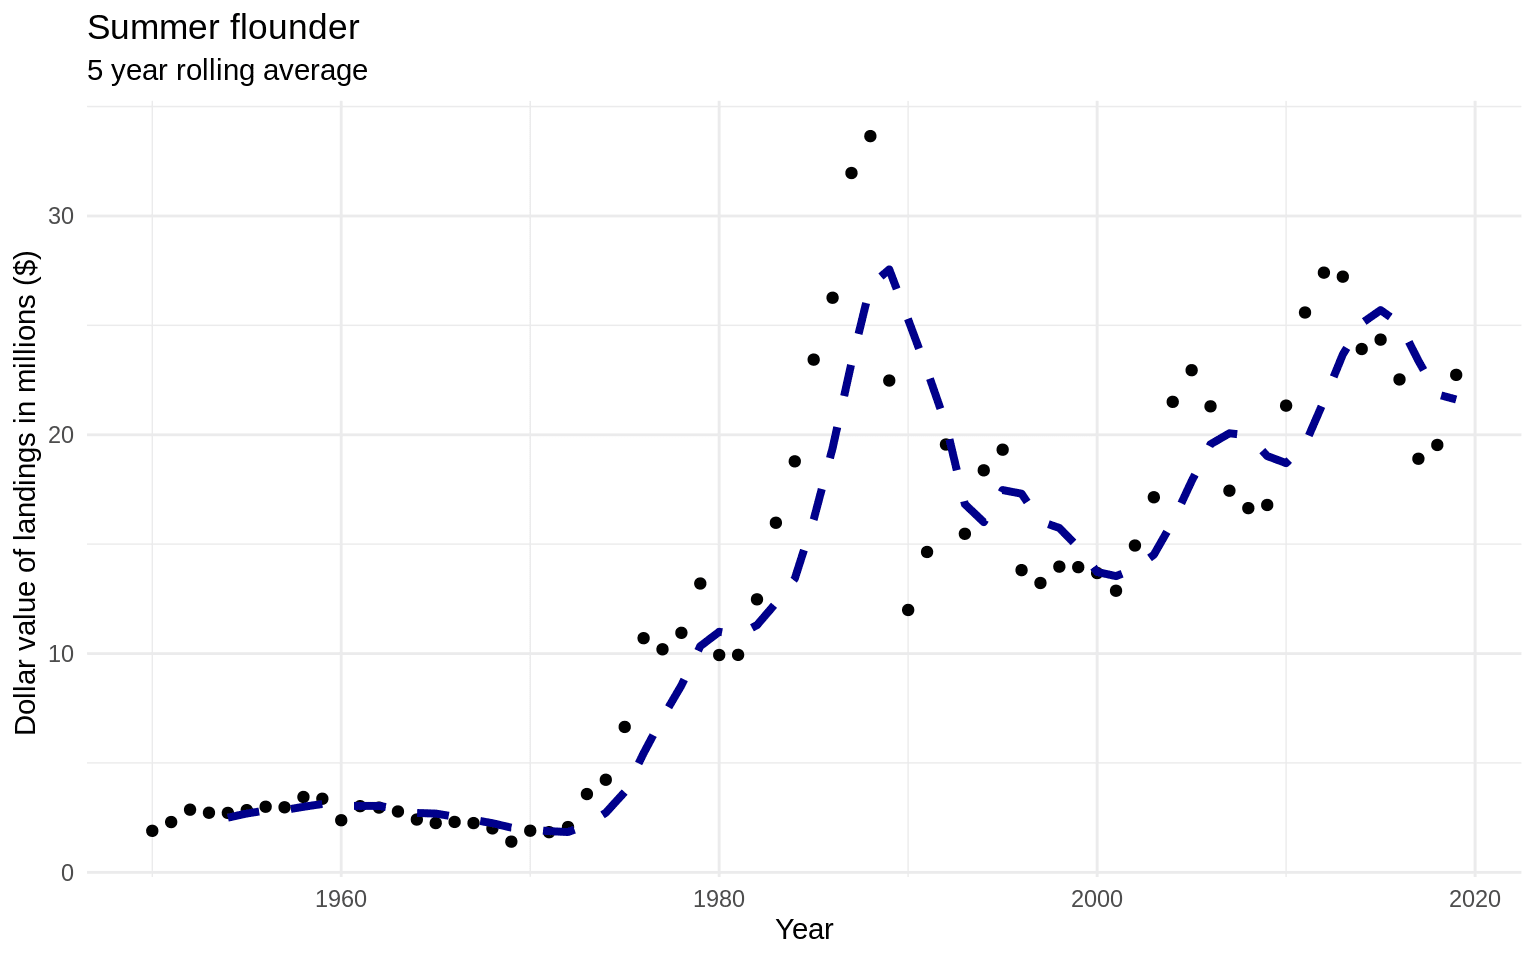 Summer flounder
5 year rolling average
Dollar value of landings in millions ($)
30
20
10
0
1960
1980
2000
2020
Year